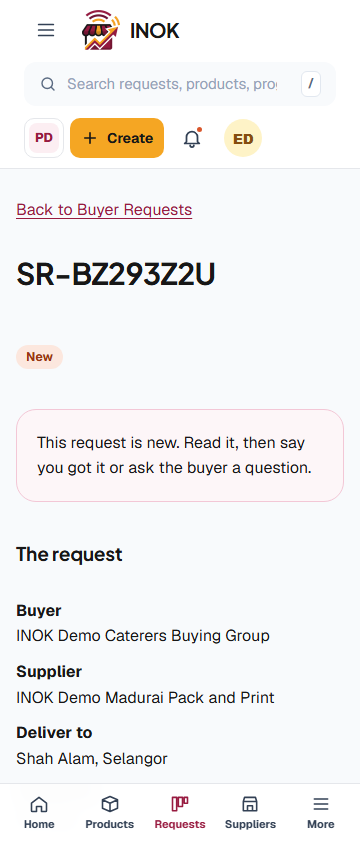 INOK
Search requests, products, pro
/
PD
+ Create
ED
Back to Buyer Requests
SR-BZ293Z2U
New
This request is new. Read it, then say
you got it or ask the buyer a question.
The request
Buyer
INOK Demo Caterers Buying Group
Supplier
INOK Demo Madurai Pack and Print
Deliver to
Shah Alam, Selangor
Home
Products
Requests
Suppliers
More